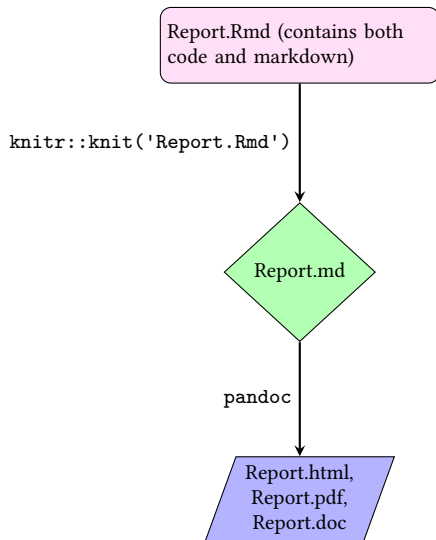 Report.Rmd (contains both
code and markdown)
knitr::knit('Report.Rmd')
Report.md
pandoc
Report.html,
Report.pdf,
Report.doc